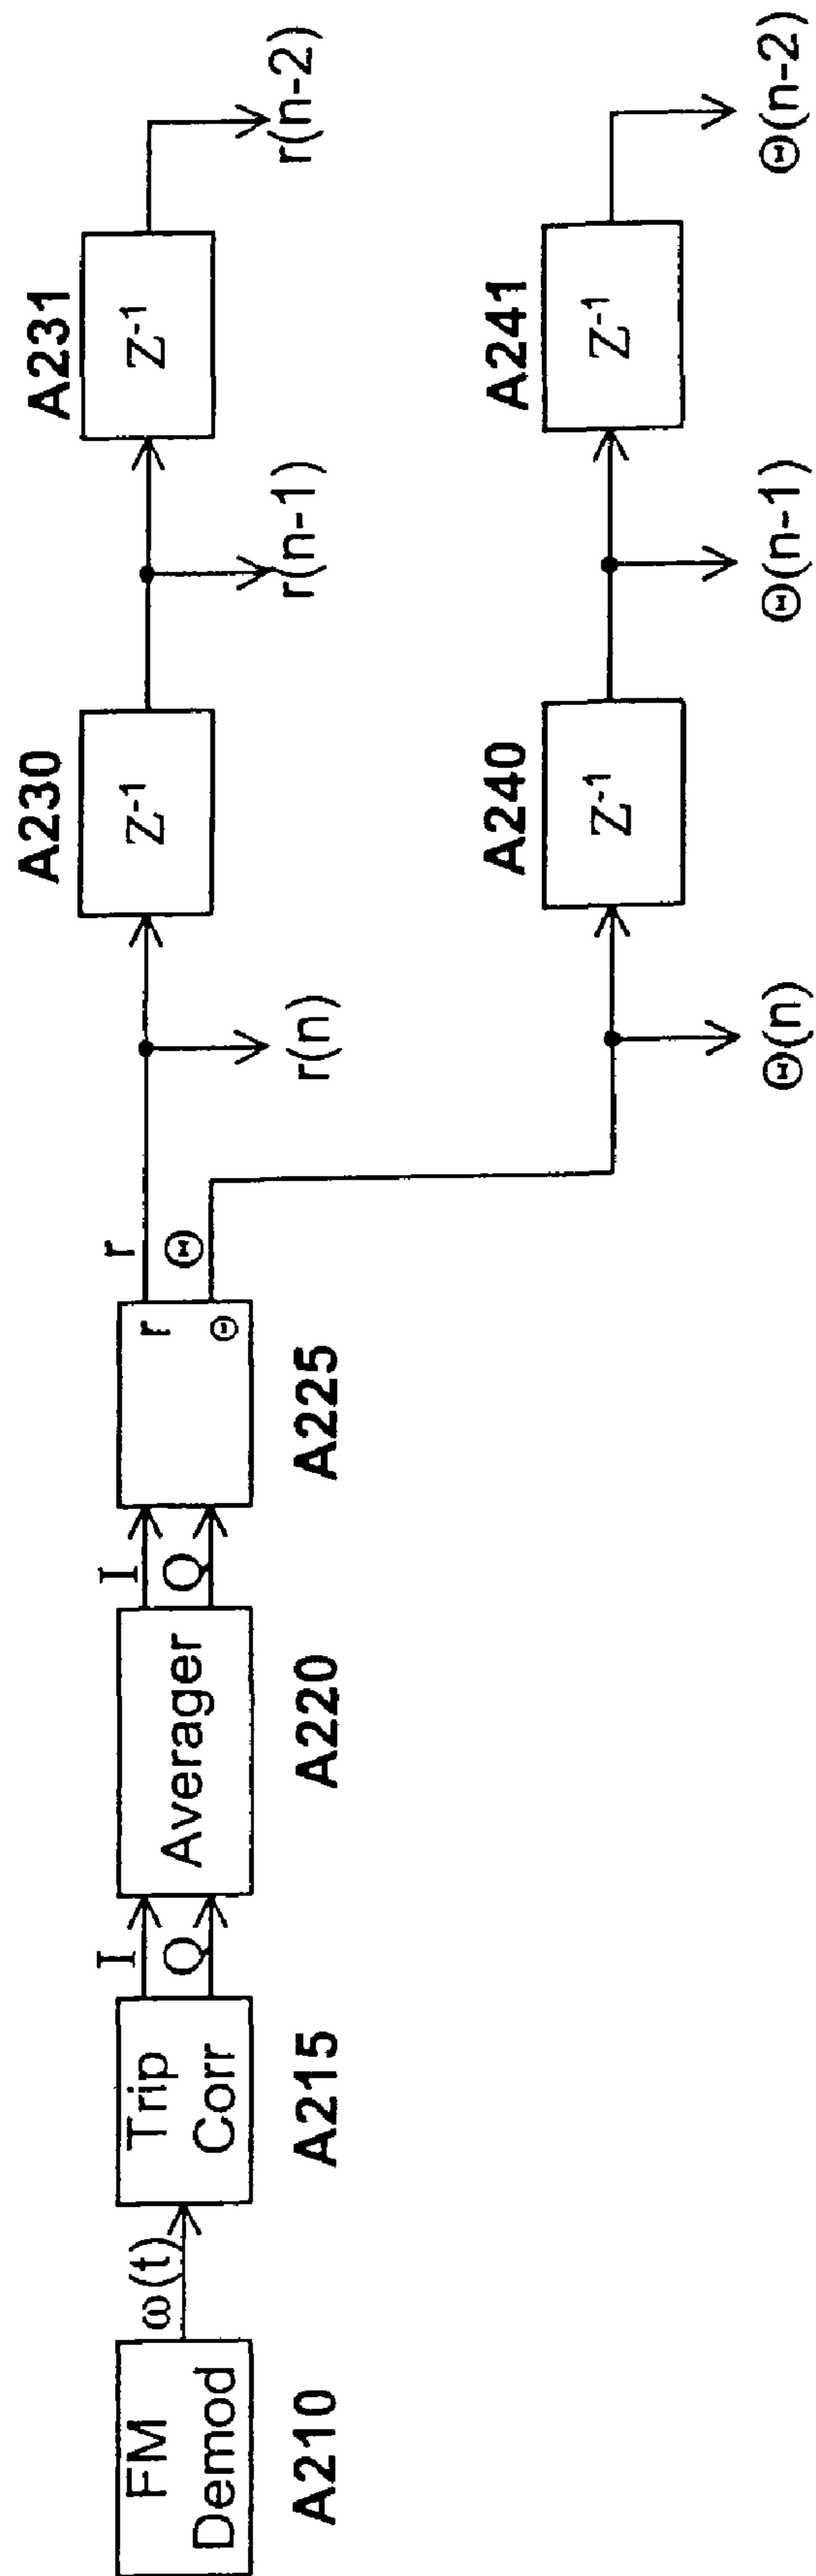 FM
Demod
A210
ω(t)
Trip
Corr
A215
I
Q
Averager
A220
I
Q
r
Θ
A225
r
Θ
r(n)
A230
Z⁻¹
r(n-1)
A231
Z⁻¹
r(n-2)
Θ(n)
A240
Z⁻¹
Θ(n-1)
A241
Z⁻¹
Θ(n-2)